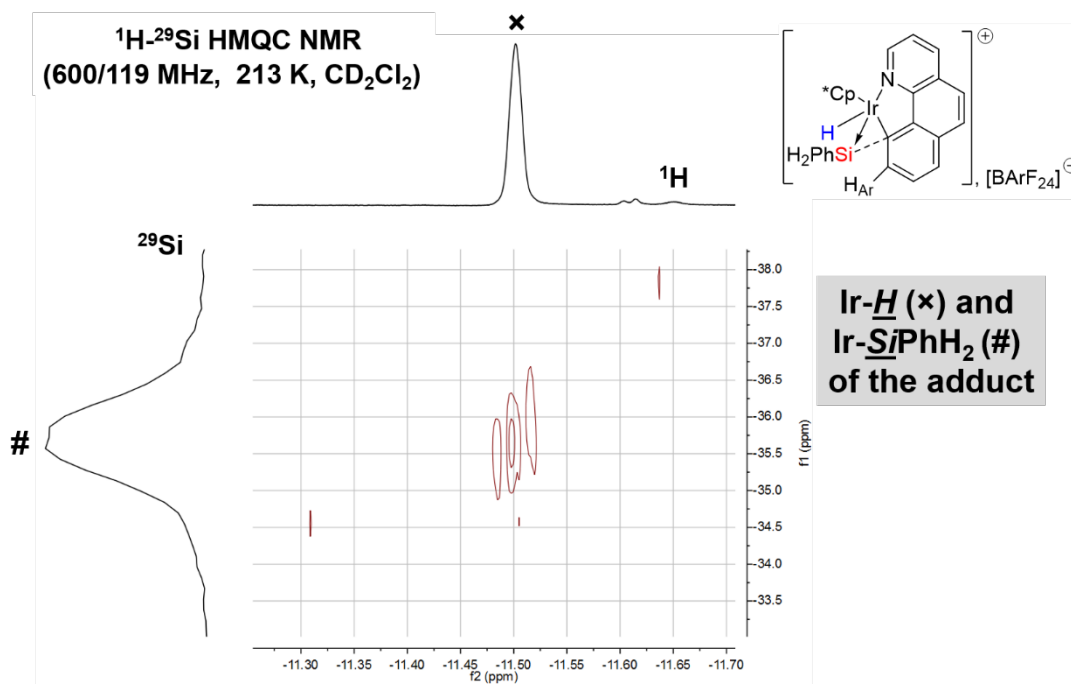 ¹H-²⁹Si HMQC NMR
(600/119 MHz, 213 K, CD₂Cl₂)
×
¹H
²⁹Si
#
⊕
*Cp
N
Ir
H
H₂PhSi
H_Ar
, [BArF₂₄]⊖
Ir-H (×) and
Ir-SiPhH₂ (#)
of the adduct
-38.0
-37.5
-37.0
-36.5
-36.0
-35.5
-35.0
-34.5
-34.0
-33.5
f1 (ppm)
-11.30 -11.35 -11.40 -11.45 -11.50 -11.55 -11.60 -11.65 -11.70
f2 (ppm)